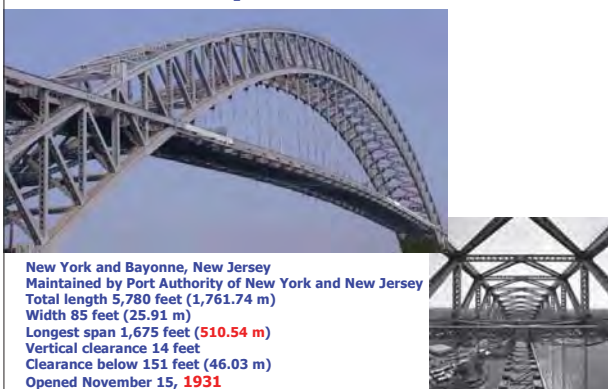 New York and Bayonne, New Jersey
Maintained by Port Authority of New York and New Jersey
Total length 5,780 feet (1,761.74 m)
Width 85 feet (25.91 m)
Longest span 1,675 feet (510.54 m)
Vertical clearance 14 feet
Clearance below 151 feet (46.03 m)
Opened November 15, 1931